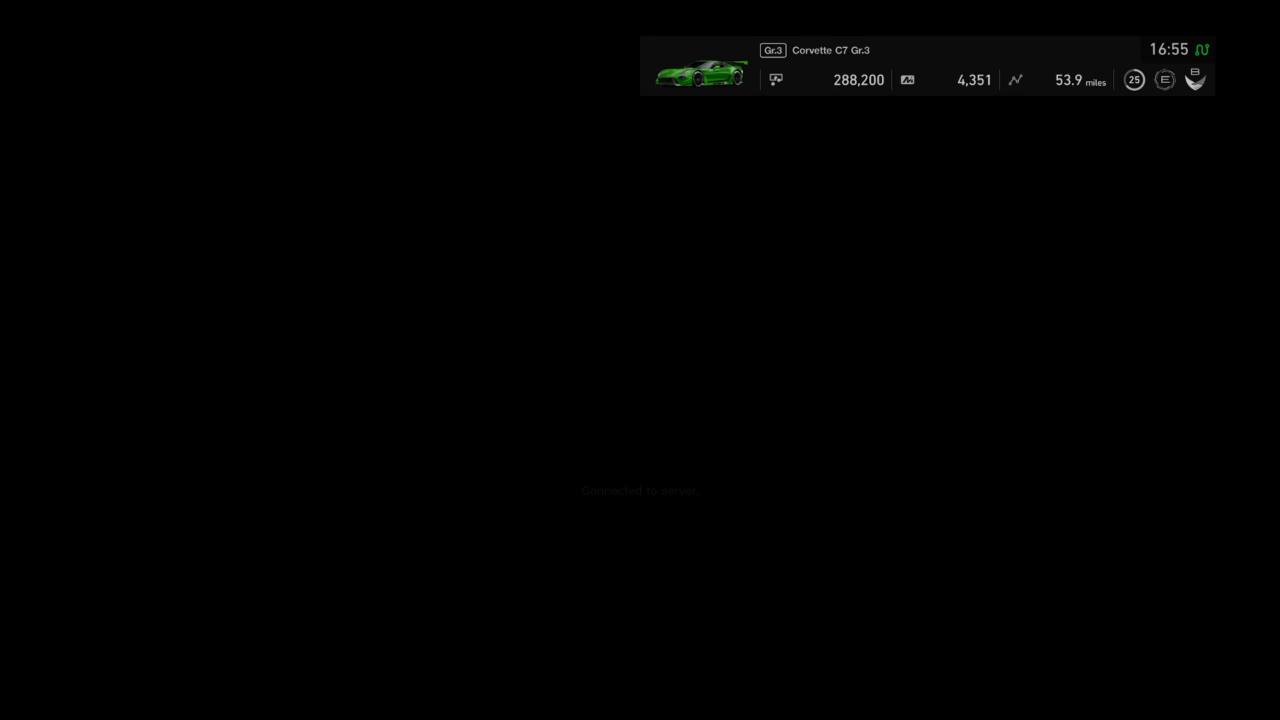 Gr.3 Corvette C7 Gr.3 16:55
288,200 4,351 53.9 miles 25 E B
Connected to server.